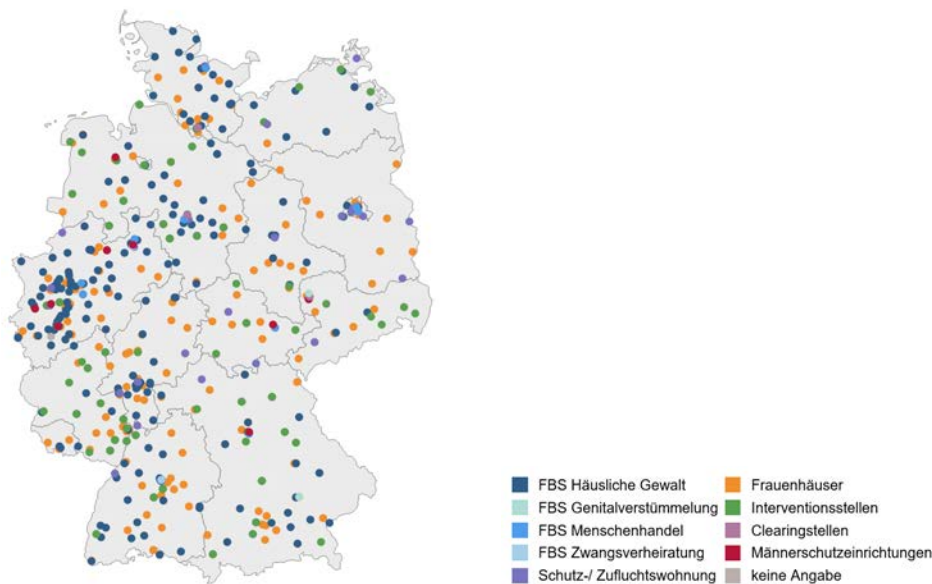 FBS Häusliche Gewalt
FBS Genitalverstümmelung
FBS Menschenhandel
FBS Zwangsverheiratung
Schutz-/ Zufluchtswohnung
Frauenhäuser
Interventionsstellen
Clearingstellen
Männerschutzeinrichtungen
keine Angabe